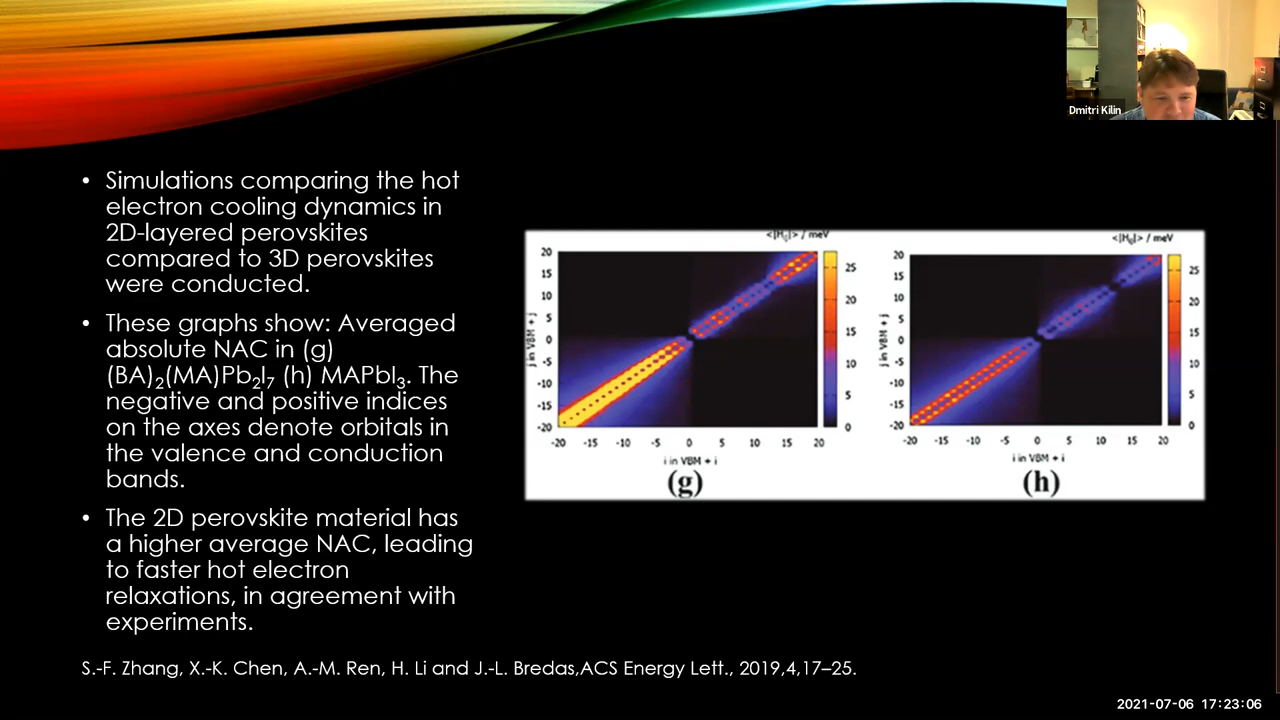 Dmitri Kilin
• Simulations comparing the hot
electron cooling dynamics in
2D-layered perovskites
compared to 3D perovskites
were conducted.
• These graphs show: Averaged
absolute NAC in (g)
(BA)₂(MA)Pb₂I₇ (h) MAPbI₃. The
negative and positive indices
on the axes denote orbitals in
the valence and conduction
bands.
• The 2D perovskite material has
a higher average NAC, leading
to faster hot electron
relaxations, in agreement with
experiments.
<|Hij|> / meV
20
15
10
5
0
-5
-10
-15
-20
j in VBM + j
-20 -15 -10 -5 0 5 10 15 20
i in VBM + i
25
20
15
10
5
0
(g)
<|Hij|> / meV
20
15
10
5
0
-5
-10
-15
-20
j in VBM + j
-20 -15 -10 -5 0 5 10 15 20
i in VBM + i
25
20
15
10
5
0
(h)
S.-F. Zhang, X.-K. Chen, A.-M. Ren, H. Li and J.-L. Bredas,ACS Energy Lett., 2019,4,17–25.
2021-07-06 17:23:06